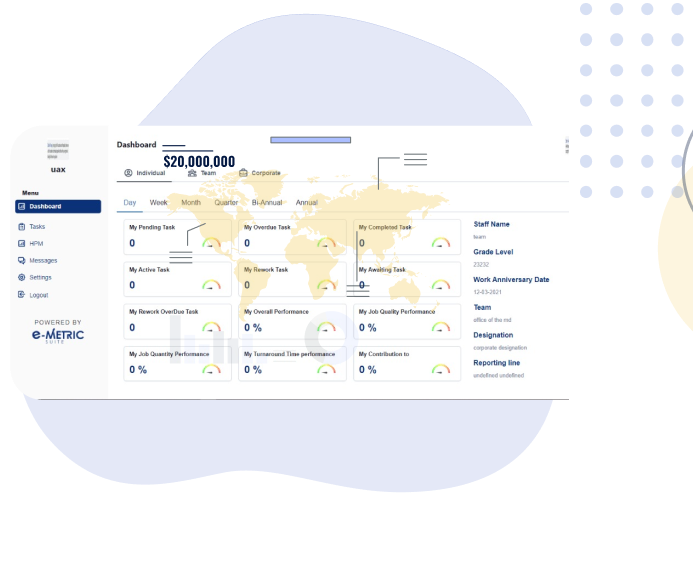 uax
Menu
Dashboard
Tasks
HPM
Messages
Settings
Logout
POWERED BY
e-METRIC
SUITE
Dashboard
$20,000,000
Individual Team Corporate
Day Week Month Quarter Bi-Annual Annual
My Pending Task My Overdue Task My Completed Task
0 0 0
My Active Task My Rework Task My Awaiting Task
0 0 0
My Rework OverDue Task My Overall Performance My Job Quality Performance
0 0 % 0 %
My Job Quantity Performance My Turnaround Time performance My Contribution to
0 % 0 % 0 %
Staff Name
team
Grade Level
23232
Work Anniversary Date
12-03-2021
Team
office of the md
Designation
corporate designation
Reporting line
undefined undefined